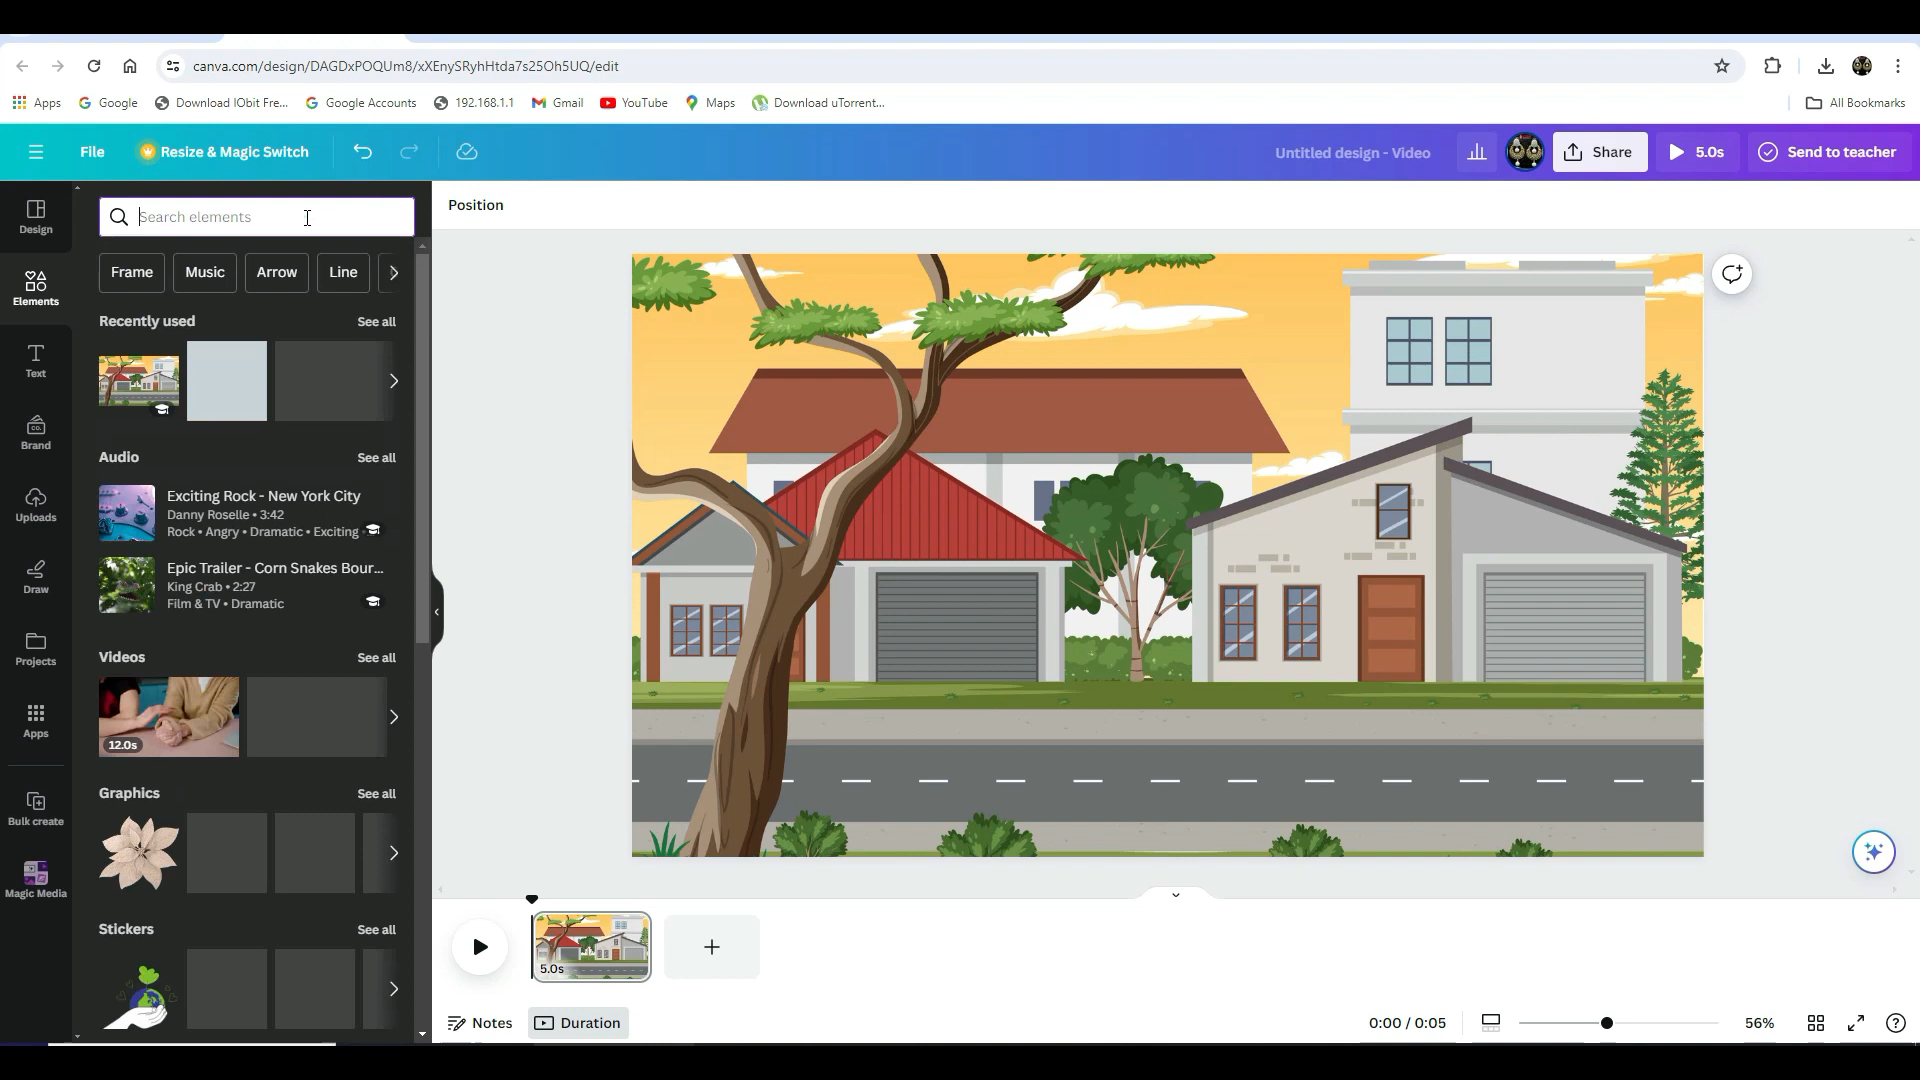 canva.com/design/DAGDxPOQUm8/xXEnySRyhHtda7s25Oh5UQ/edit
Apps Google Download IObit Fre... Google Accounts 192.168.1.1 Gmail YouTube Maps Download uTorrent... All Bookmarks
File Resize & Magic Switch Untitled design - Video Share 5.0s Send to teacher
Design
Elements
Text
Brand
Uploads
Draw
Projects
Apps
Bulk create
Magic Media
Search elements
Frame Music Arrow Line
Recently used See all
Audio See all
Exciting Rock - New York City
Danny Roselle • 3:42
Rock • Angry • Dramatic • Exciting
Epic Trailer - Corn Snakes Bour...
King Crab • 2:27
Film & TV • Dramatic
Videos See all
12.0s
Graphics See all
Stickers See all
Position
5.0s
Notes Duration 0:00 / 0:05 56%